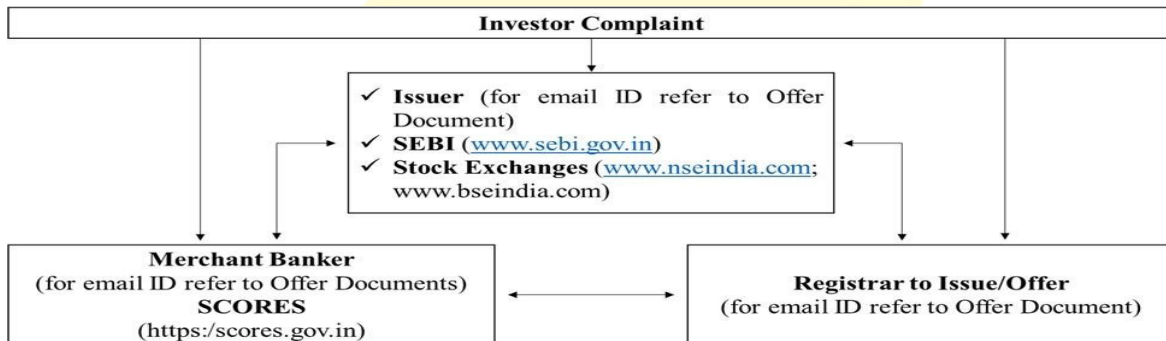 Investor Complaint
✓ Issuer (for email ID refer to Offer
Document)
✓ SEBI (www.sebi.gov.in)
✓ Stock Exchanges (www.nseindia.com;
www.bseindia.com)
Merchant Banker
(for email ID refer to Offer Documents)
SCORES
(https:/scores.gov.in)
Registrar to Issue/Offer
(for email ID refer to Offer Document)